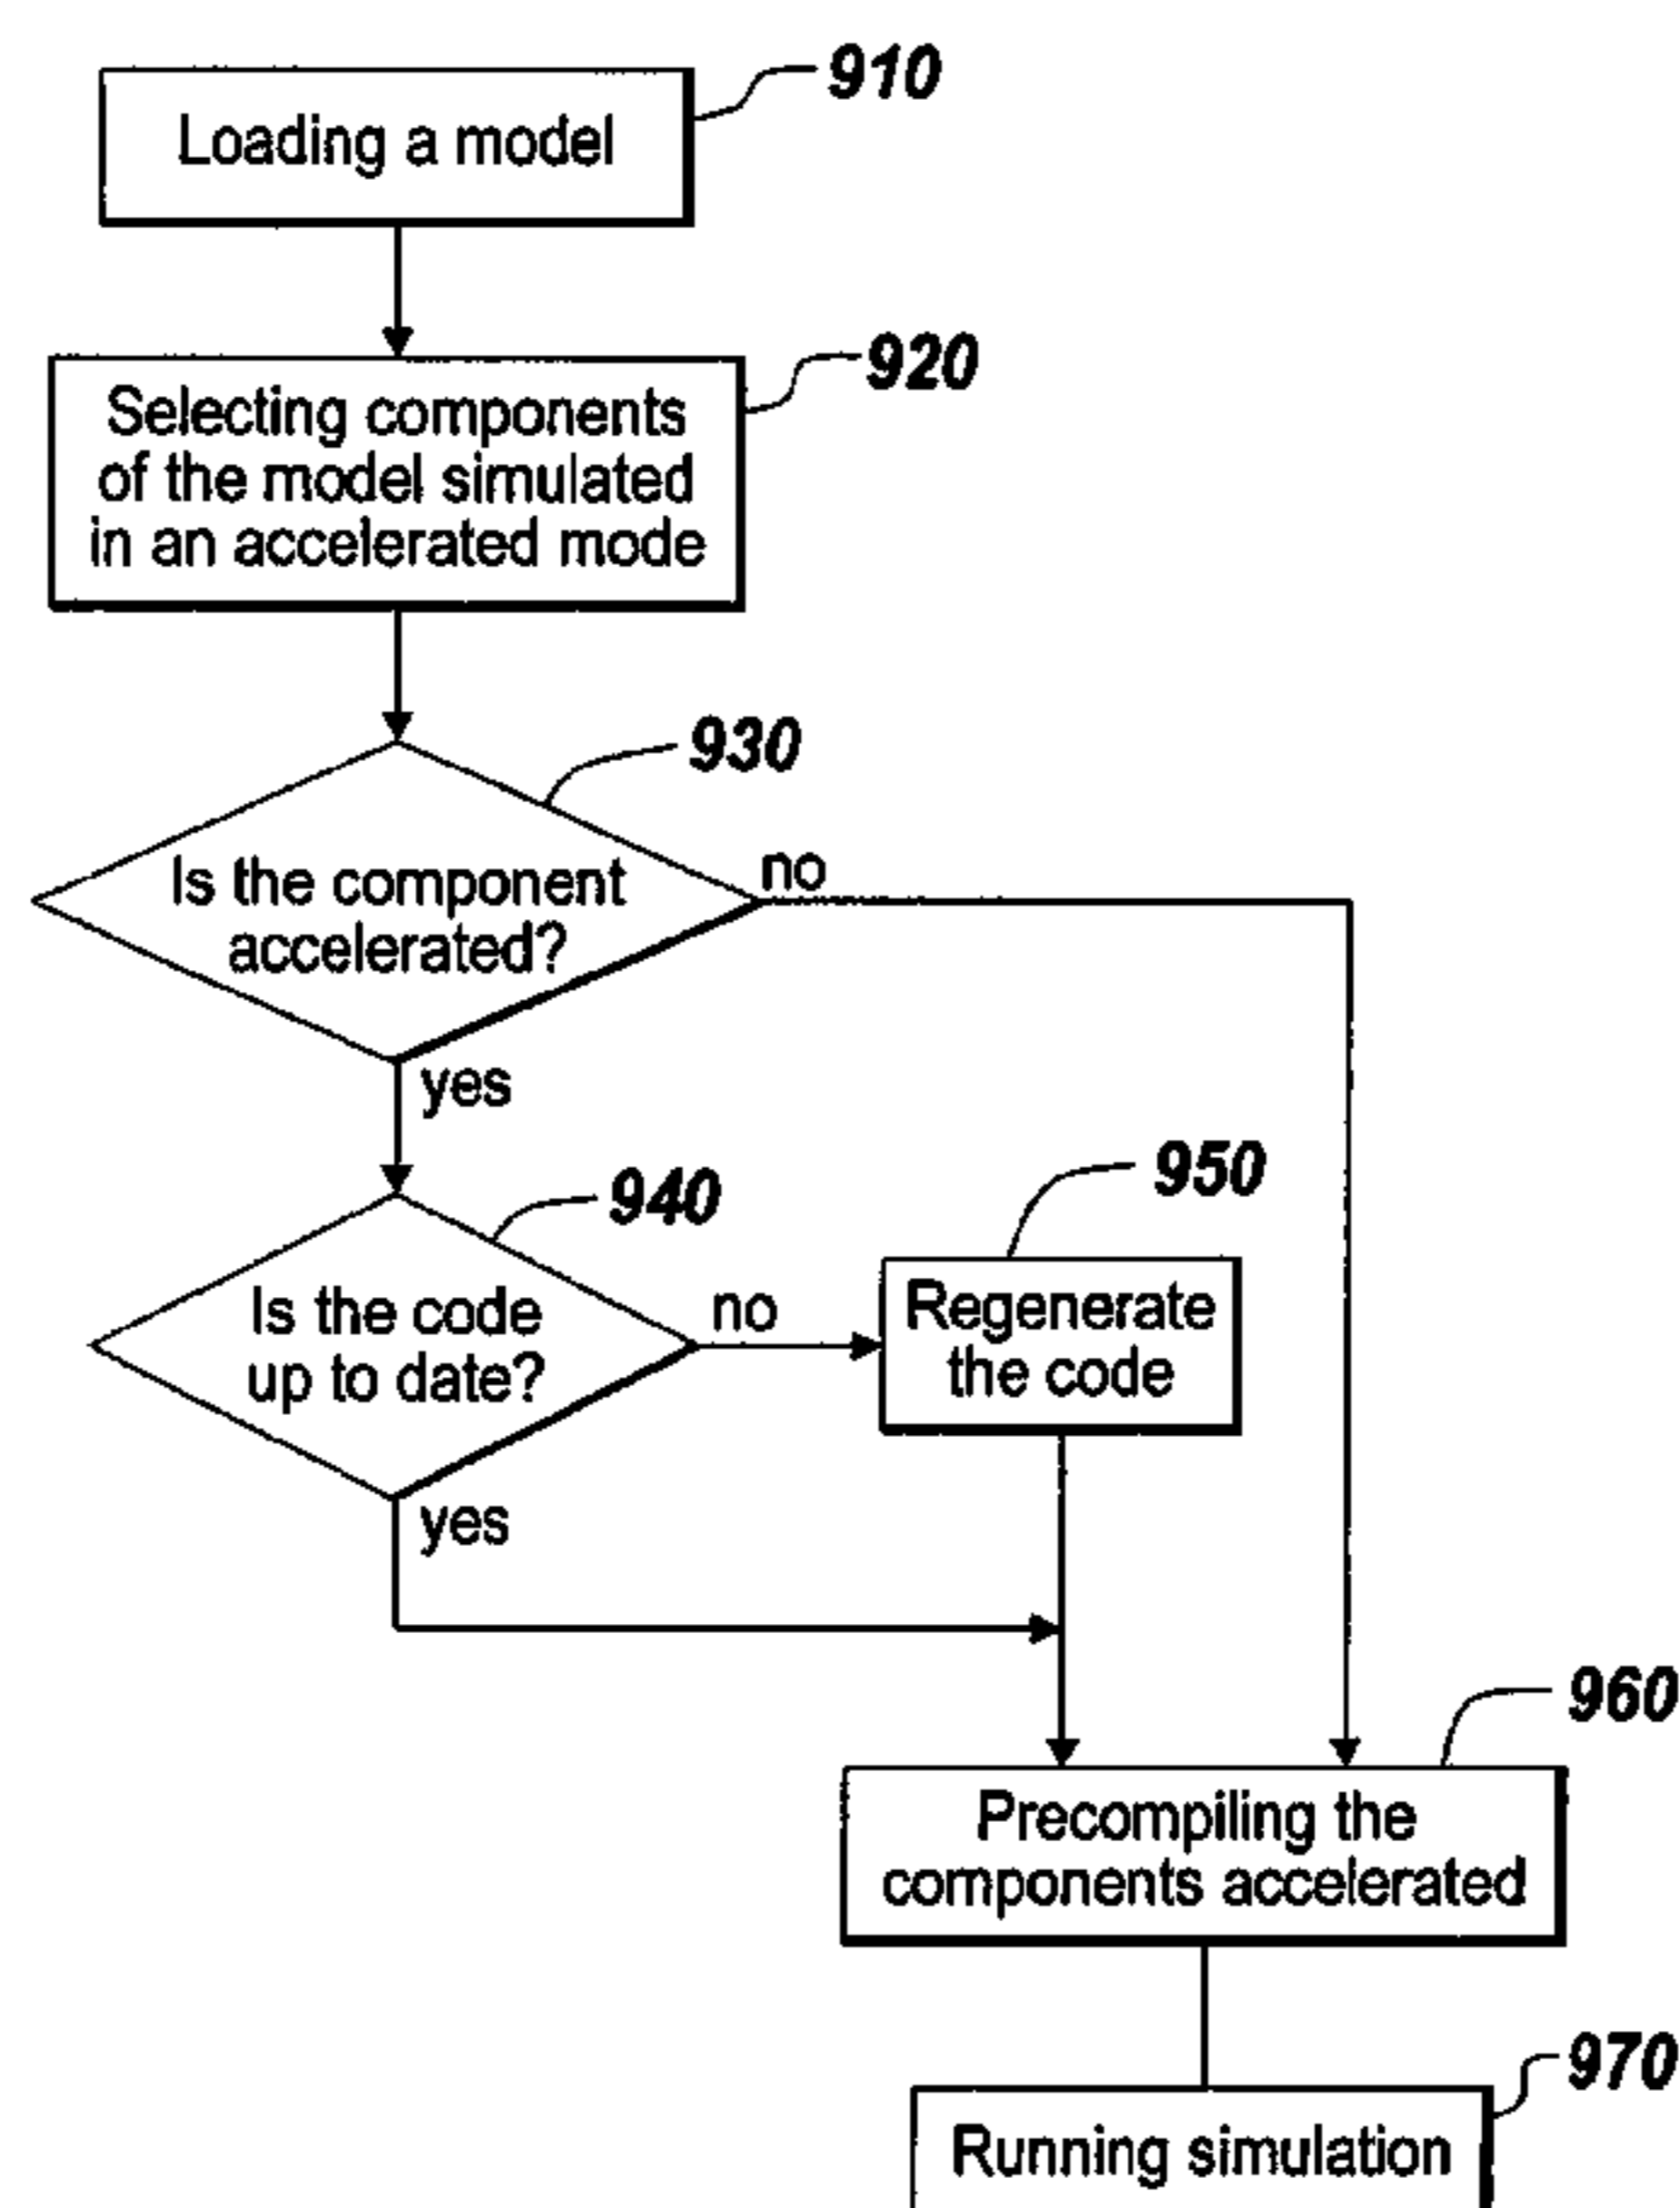 910
Loading a model
920
Selecting components
of the model simulated
in an accelerated mode
930
Is the component
accelerated?
no
yes
940
950
Is the code
up to date?
no
Regenerate
the code
yes
960
Precompiling the
components accelerated
970
Running simulation